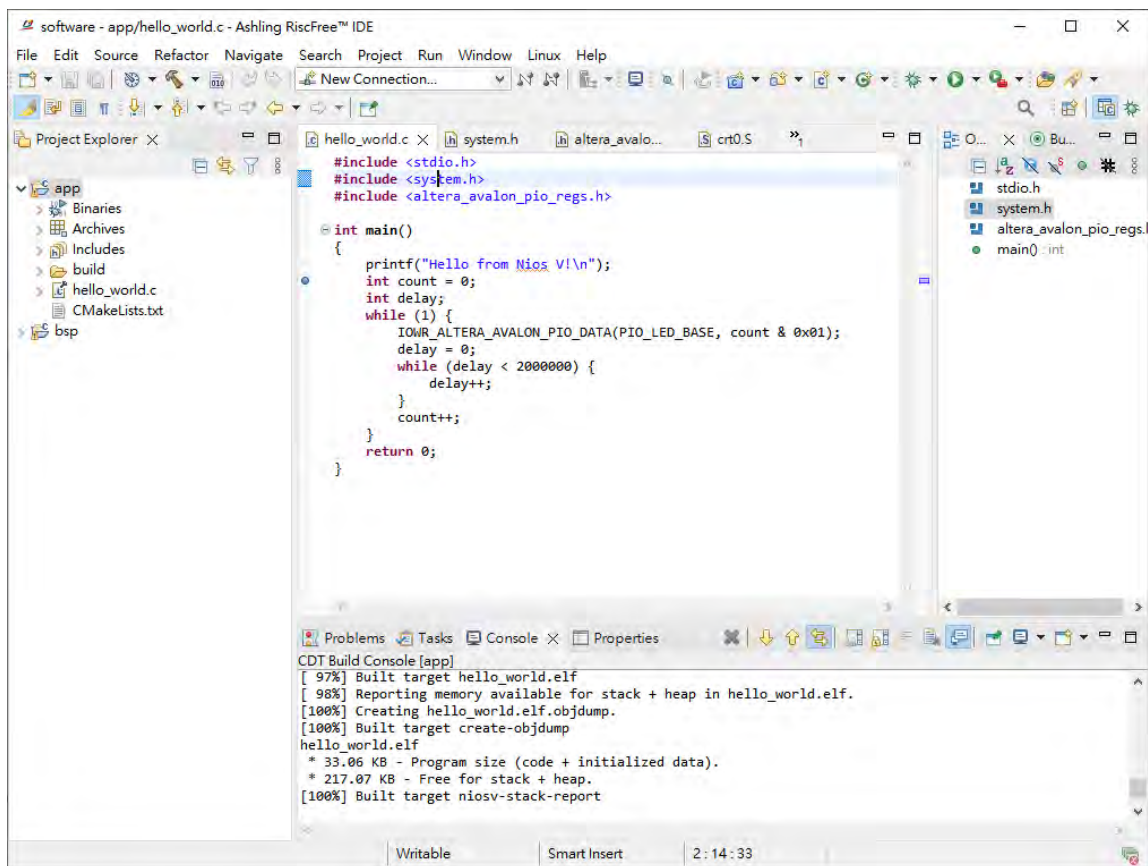 software - app/hello_world.c - Ashling RiscFree™ IDE
File Edit Source Refactor Navigate Search Project Run Window Linux Help
New Connection...
Project Explorer
app
Binaries
Archives
Includes
build
hello_world.c
CMakeLists.txt
bsp
hello_world.c system.h altera_avalo... crt0.S »1
#include <stdio.h>
#include <system.h>
#include <altera_avalon_pio_regs.h>
int main()
{
printf("Hello from Nios V!\n");
int count = 0;
int delay;
while (1) {
IOWR_ALTERA_AVALON_PIO_DATA(PIO_LED_BASE, count & 0x01);
delay = 0;
while (delay < 2000000) {
delay++;
}
count++;
}
return 0;
}
O... Bu...
stdio.h
system.h
altera_avalon_pio_regs.l
main() : int
Problems Tasks Console Properties
CDT Build Console [app]
[ 97%] Built target hello_world.elf
[ 98%] Reporting memory available for stack + heap in hello_world.elf.
[100%] Creating hello_world.elf.objdump.
[100%] Built target create-objdump
hello_world.elf
* 33.06 KB - Program size (code + initialized data).
* 217.07 KB - Free for stack + heap.
[100%] Built target niosv-stack-report
Writable Smart Insert 2 : 14 : 33